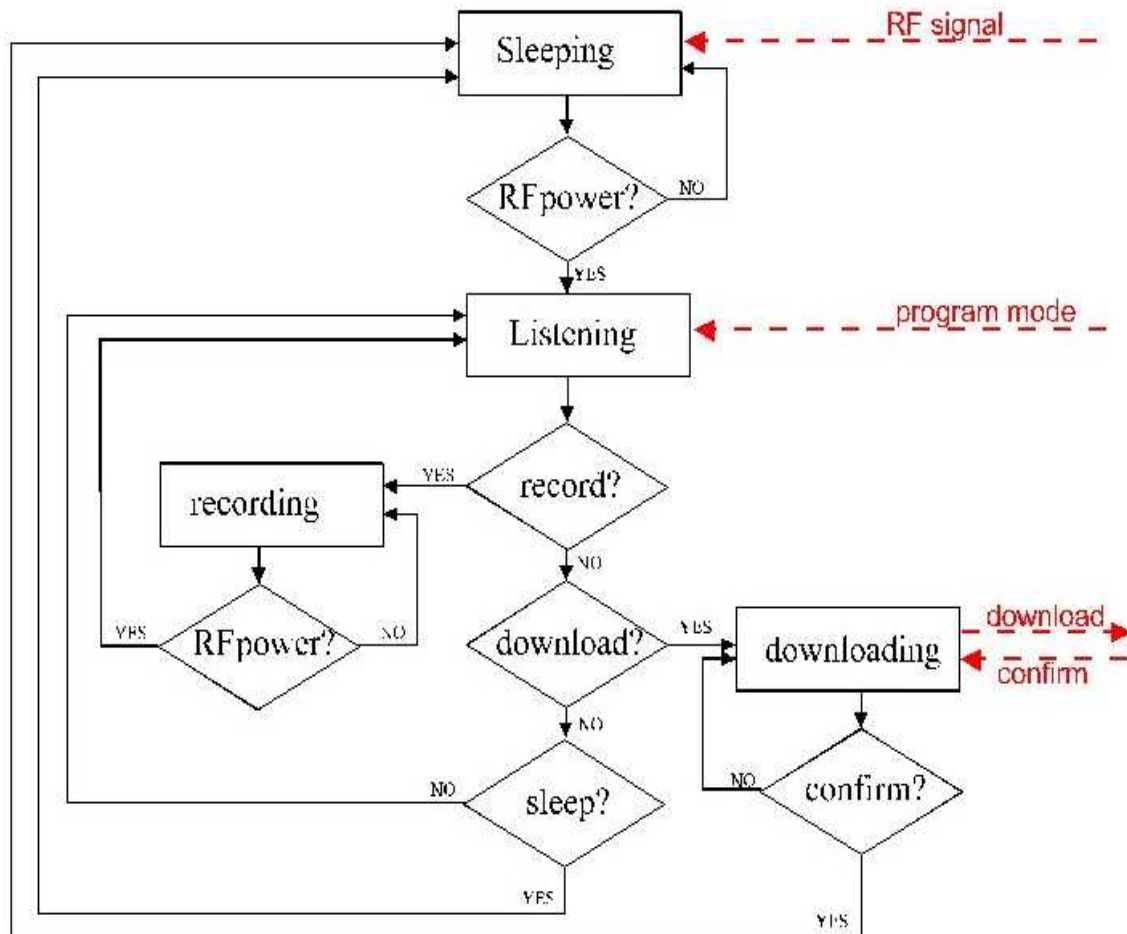 RF signal
Sleeping
RFpower?
NO
YES
program mode
Listening
YES
record?
recording
NO
download
YES
RFpower?
NO
download?
YES
downloading
confirm
NO
NO
sleep?
NO
confirm?
YES
YES